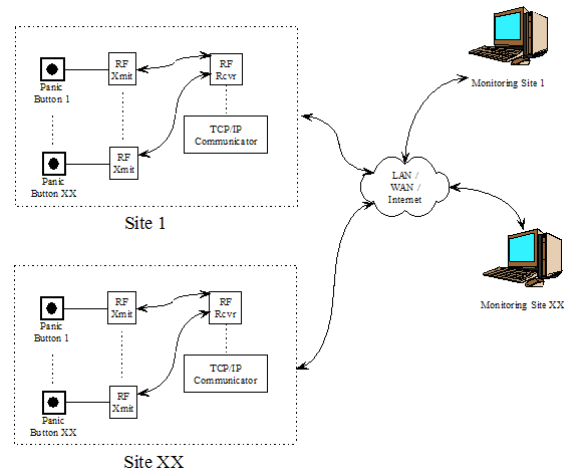 RF
Xmit
RF
Rcvr
Panic
Button 1
TCP/IP
Communicator
RF
Xmit
Panic
Button XX
Site 1
Monitoring Site 1
LAN /
WAN /
Internet
Monitoring Site XX
RF
Xmit
RF
Rcvr
Panic
Button 1
TCP/IP
Communicator
RF
Xmit
Panic
Button XX
Site XX